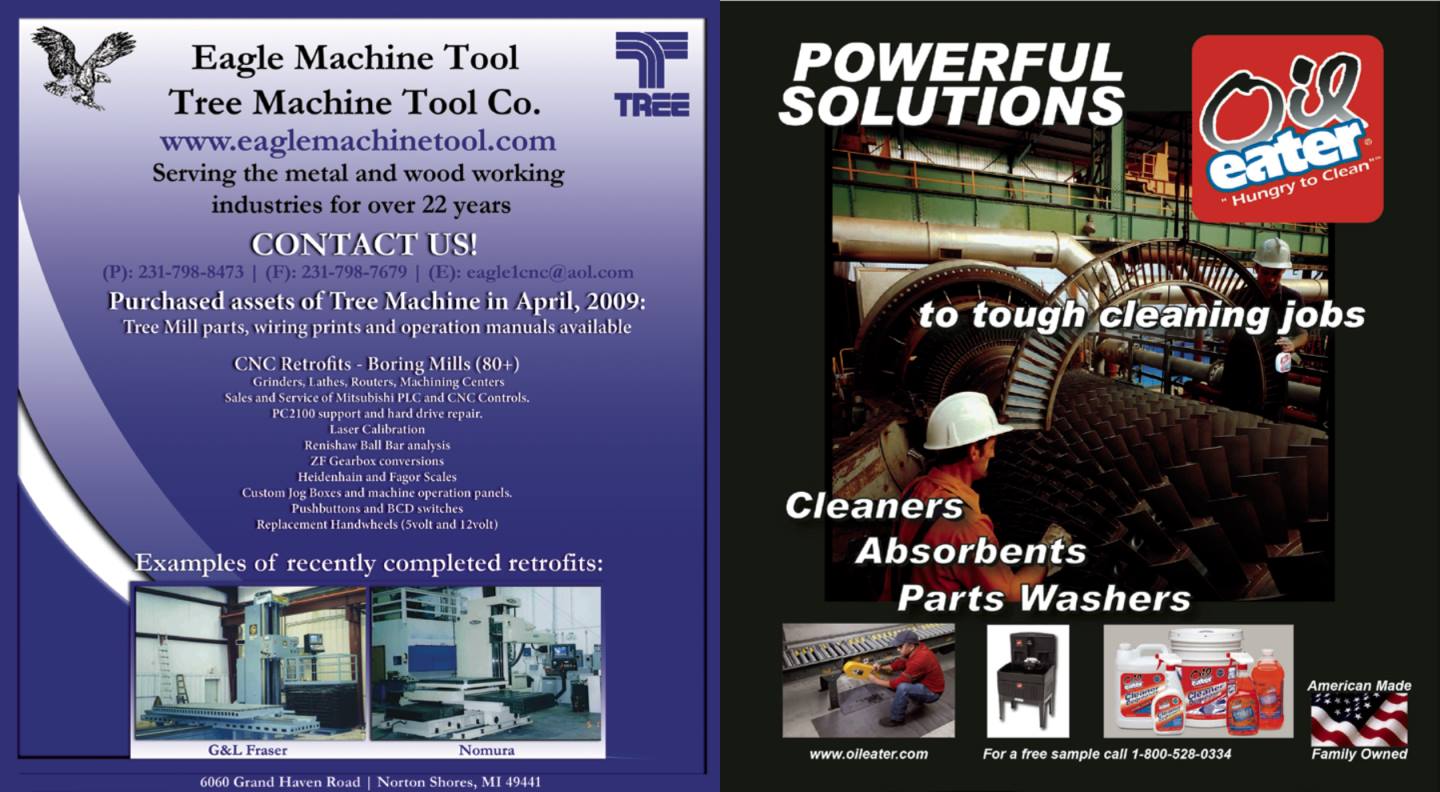 Eagle Machine Tool
Tree Machine Tool Co.
TREE
www.eaglemachinetool.com
Serving the metal and wood working
industries for over 22 years
CONTACT US!
(P): 231-798-8473 | (F): 231-798-7679 | (E): eagle1cnc@aol.com
Purchased assets of Tree Machine in April, 2009:
Tree Mill parts, wiring prints and operation manuals available
CNC Retrofits - Boring Mills (80+)
Grinders, Lathes, Routers, Machining Centers
Sales and Service of Mitsubishi PLC and CNC Controls.
PC2100 support and hard drive repair.
Laser Calibration
Renishaw Ball Bar analysis
ZF Gearbox conversions
Heidenhain and Fagor Scales
Custom Jog Boxes and machine operation panels.
Pushbuttons and BCD switches
Replacement Handwheels (5volt and 12volt)
Examples of recently completed retrofits:
G&L Fraser
Nomura
6060 Grand Haven Road | Norton Shores, MI 49441
POWERFUL
SOLUTIONS
Oil
eater®
"Hungry to Clean"™
to tough cleaning jobs
Cleaners
Absorbents
Parts Washers
Oil
eater
Cleaner
American Made
Family Owned
www.oileater.com
For a free sample call 1-800-528-0334